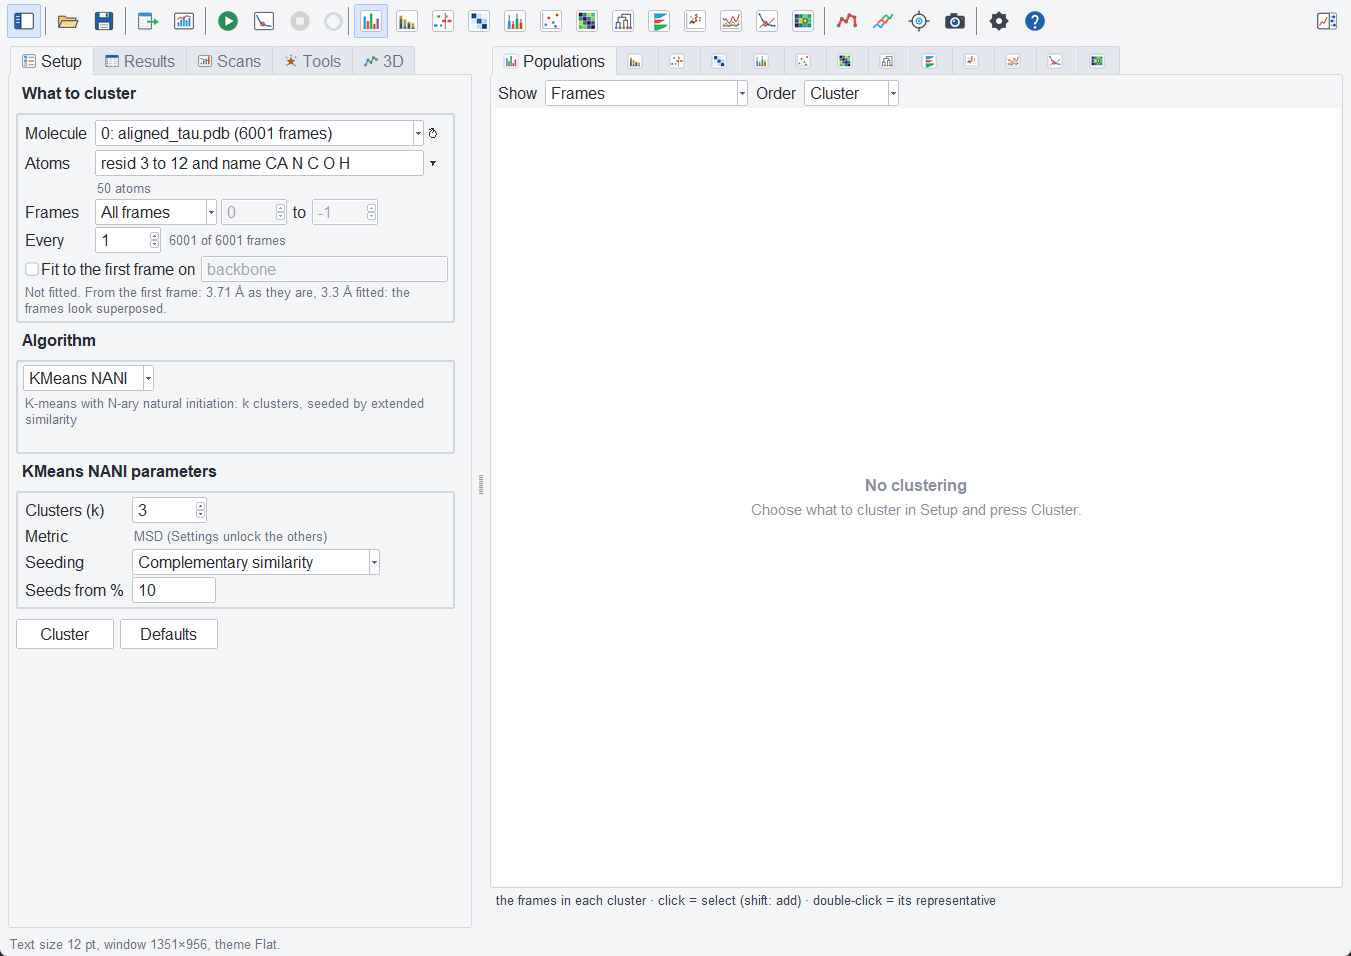 Setup
Results
Scans
Tools
3D
Populations
What to cluster
Show Frames Order Cluster
Molecule 0: aligned_tau.pdb (6001 frames)
Atoms resid 3 to 12 and name CA N C O H
50 atoms
Frames All frames 0 to -1
Every 1 6001 of 6001 frames
Fit to the first frame on backbone
Not fitted. From the first frame: 3.71 Å as they are, 3.3 Å fitted: the
frames look superposed.
Algorithm
KMeans NANI
K-means with N-ary natural initiation: k clusters, seeded by extended
similarity
KMeans NANI parameters
Clusters (k) 3
Metric MSD (Settings unlock the others)
Seeding Complementary similarity
Seeds from % 10
Cluster Defaults
No clustering
Choose what to cluster in Setup and press Cluster.
the frames in each cluster · click = select (shift: add) · double-click = its representative
Text size 12 pt, window 1351×956, theme Flat.